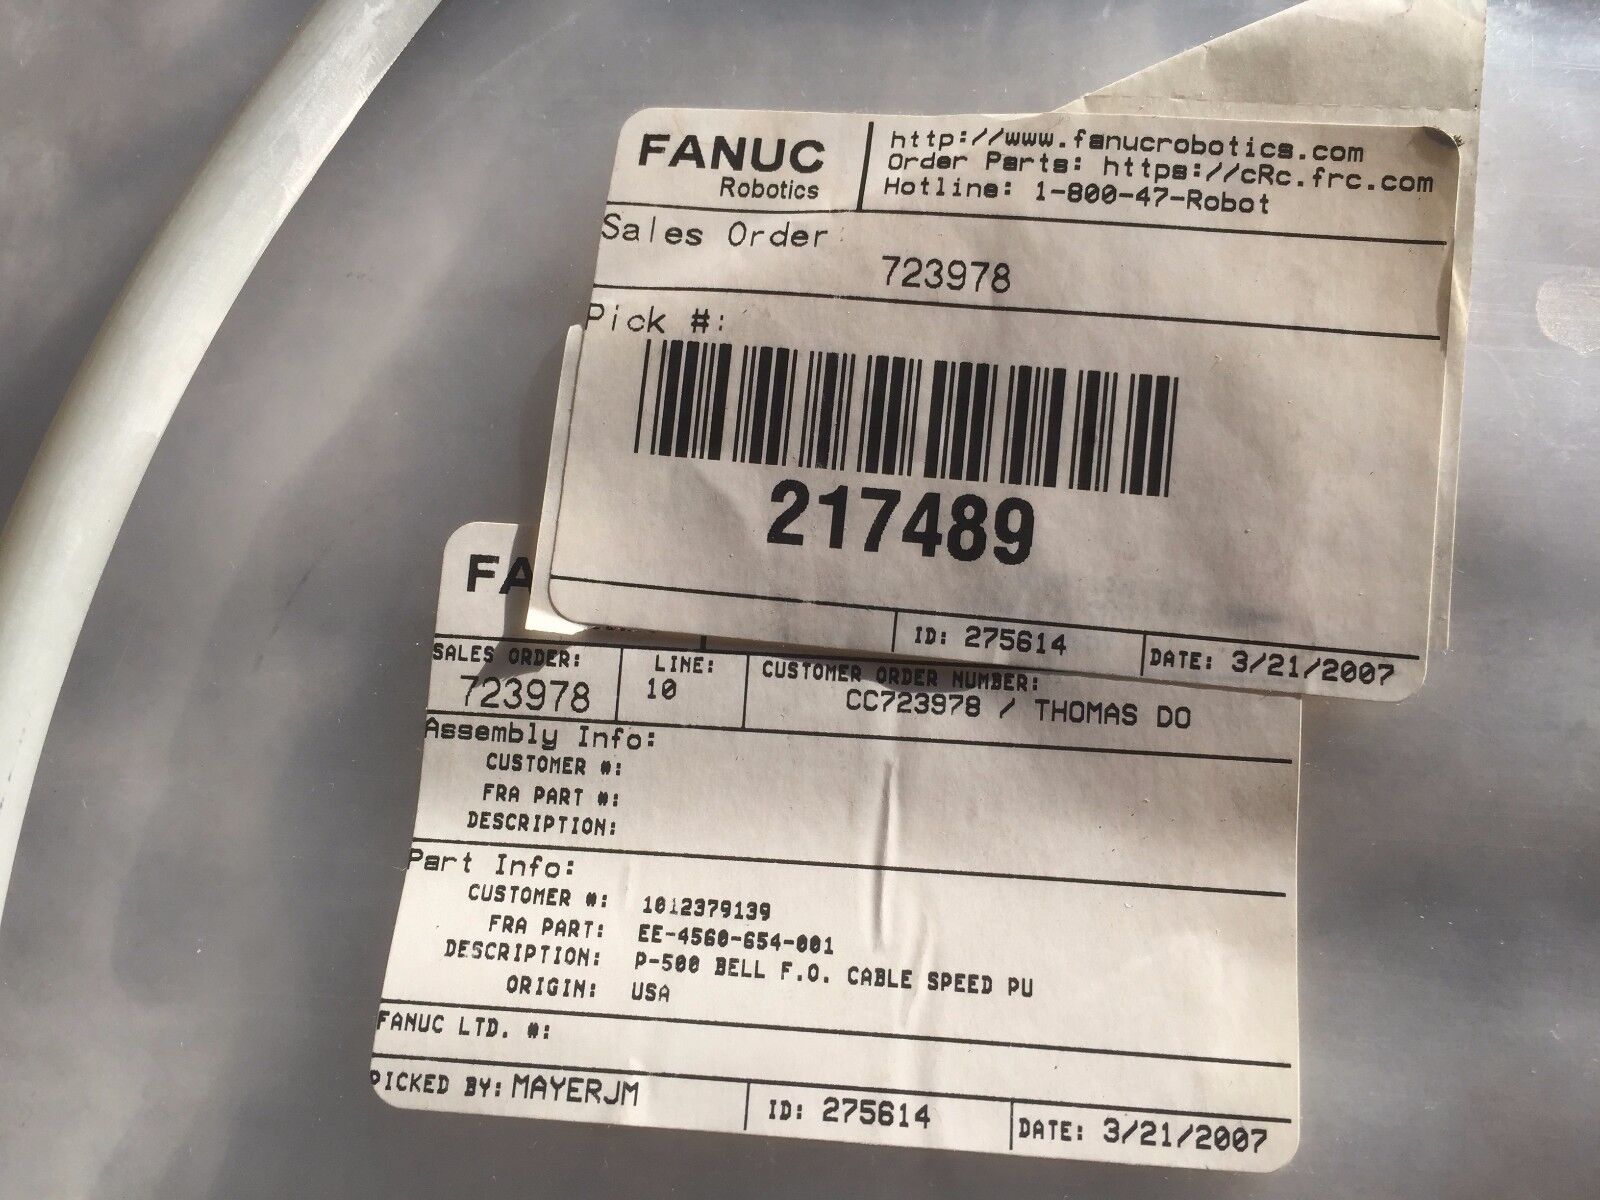 FANUC
Robotics
http://www.fanucrobotics.com
Order Parts: https://cRc.frc.com
Hotline: 1-800-47-Robot
Sales Order:
723978
Pick #:
217489
ID: 275614
DATE: 3/21/2007
FA
SALES ORDER:
723978
LINE:
10
CUSTOMER ORDER NUMBER:
CC723978 / THOMAS DO
Assembly Info:
CUSTOMER #:
FRA PART #:
DESCRIPTION:
Part Info:
CUSTOMER #: 1012379139
FRA PART: EE-4560-654-001
DESCRIPTION: P-500 BELL F.O. CABLE SPEED PU
ORIGIN: USA
FANUC LTD. #:
PICKED BY: MAYERJM
ID: 275614
DATE: 3/21/2007